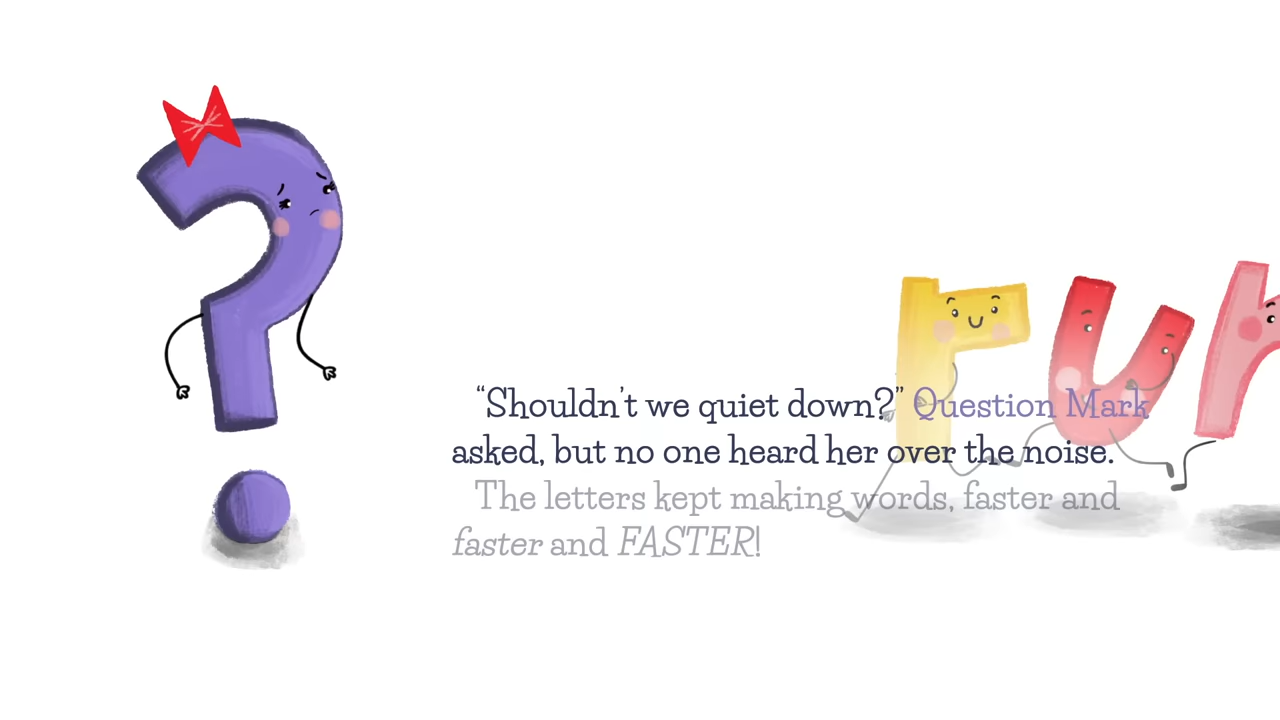 “Shouldn’t we quiet down?” Question Mark
asked, but no one heard her over the noise.
The letters kept making words, faster and
faster and FASTER!
?
run